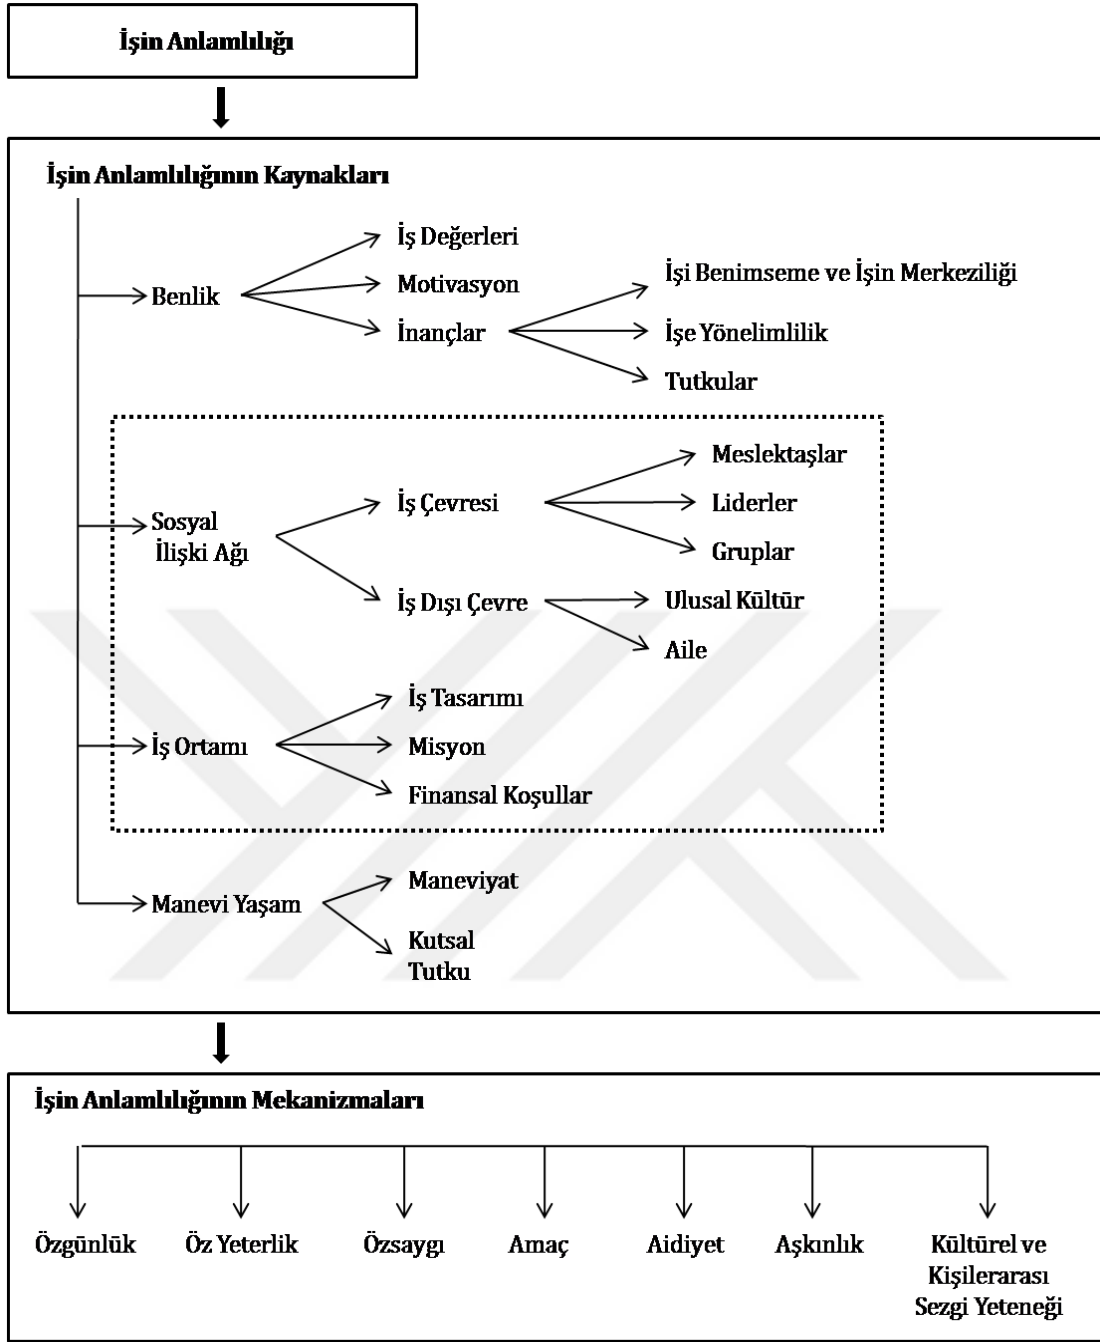 İşin Anlamlılığı
İşin Anlamlılığının Kaynakları
Benlik
İş Değerleri
Motivasyon
İnançlar
İşi Benimseme ve İşin Merkeziliği
İşe Yönelimlilik
Tutkular
Sosyal
İlişki Ağı
İş Çevresi
Meslektaşlar
Liderler
Gruplar
İş Dışı Çevre
Ulusal Kültür
Aile
İş Ortamı
İş Tasarımı
Misyon
Finansal Koşullar
Manevi Yaşam
Maneviyat
Kutsal
Tutku
İşin Anlamlılığının Mekanizmaları
Özgünlük
Öz Yeterlik
Özsaygı
Amaç
Aidiyet
Aşkınlık
Kültürel ve
Kişilerarası
Sezgi Yeteneği